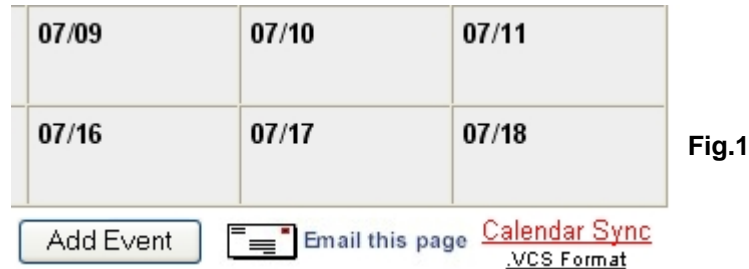 07/09 07/10 07/11
07/16 07/17 07/18
Fig.1
Add Event Email this page Calendar Sync
.VCS Format